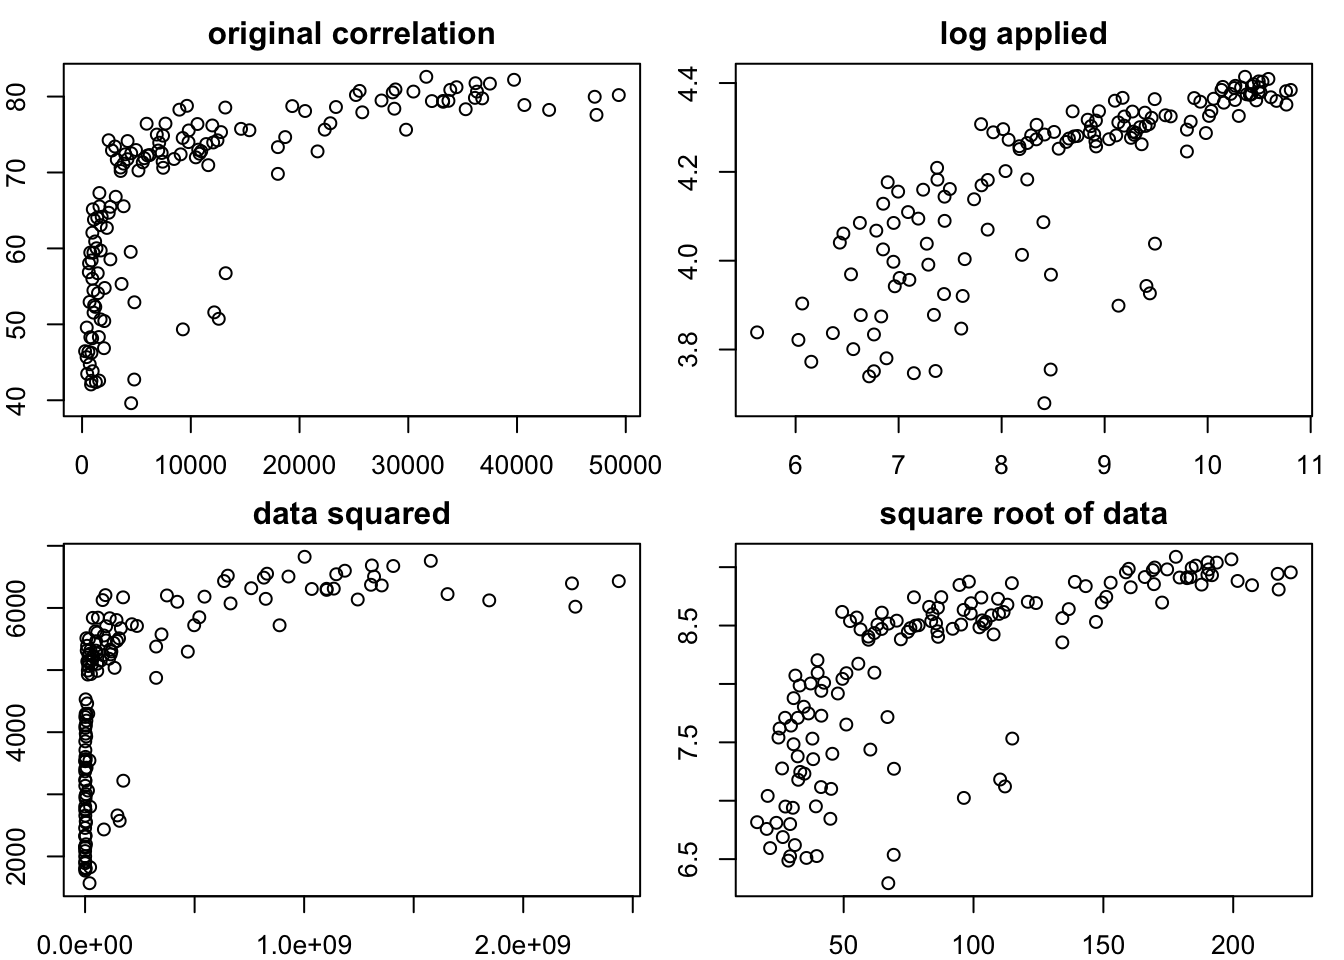 original correlation
80
70
60
50
40
0 10000 20000 30000 40000 50000
log applied
4.4
4.2
4.0
3.8
6 7 8 9 10 11
data squared
6000
4000
2000
0.0e+00 1.0e+09 2.0e+09
square root of data
8.5
7.5
6.5
50 100 150 200